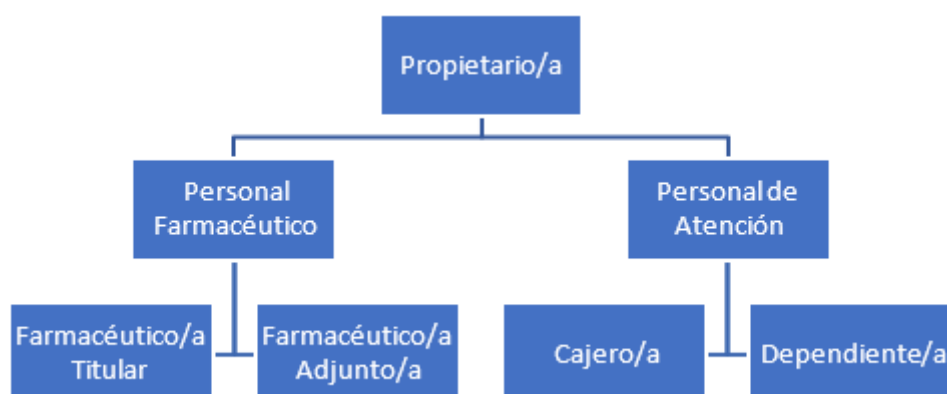 Propietario/a
Personal
Farmacéutico
Personal de
Atención
Farmacéutico/a
Titular
Farmacéutico/a
Adjunto/a
Cajero/a
Dependiente/a